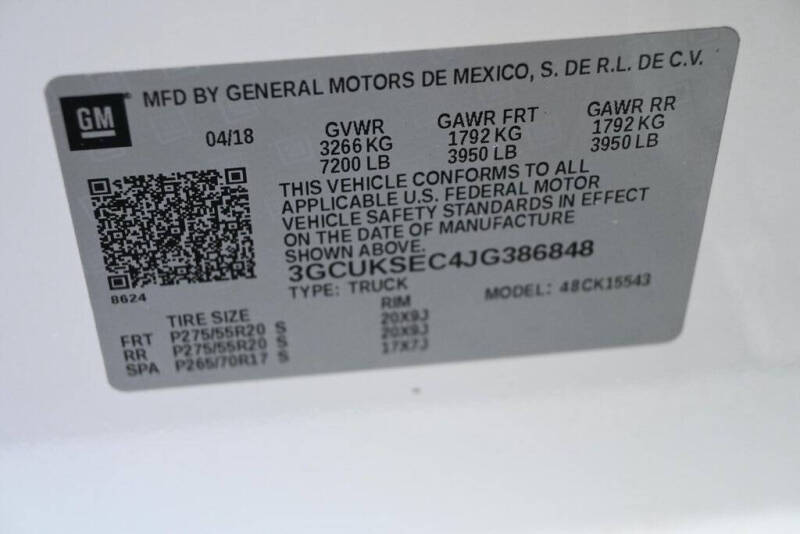 GM
MFD BY GENERAL MOTORS DE MEXICO, S. DE R.L. DE C.V.
04/18 GVWR GAWR FRT GAWR RR
3266 KG 1792 KG 1792 KG
7200 LB 3950 LB 3950 LB
THIS VEHICLE CONFORMS TO ALL
APPLICABLE U.S. FEDERAL MOTOR
VEHICLE SAFETY STANDARDS IN EFFECT
ON THE DATE OF MANUFACTURE
SHOWN ABOVE.
3GCUKSEC4JG386848
8624
TYPE: TRUCK MODEL: 48CK15543
TIRE SIZE RIM
FRT P275/55R20 S 20X9J
RR P275/55R20 S 20X9J
SPA P265/70R17 S 17X7J